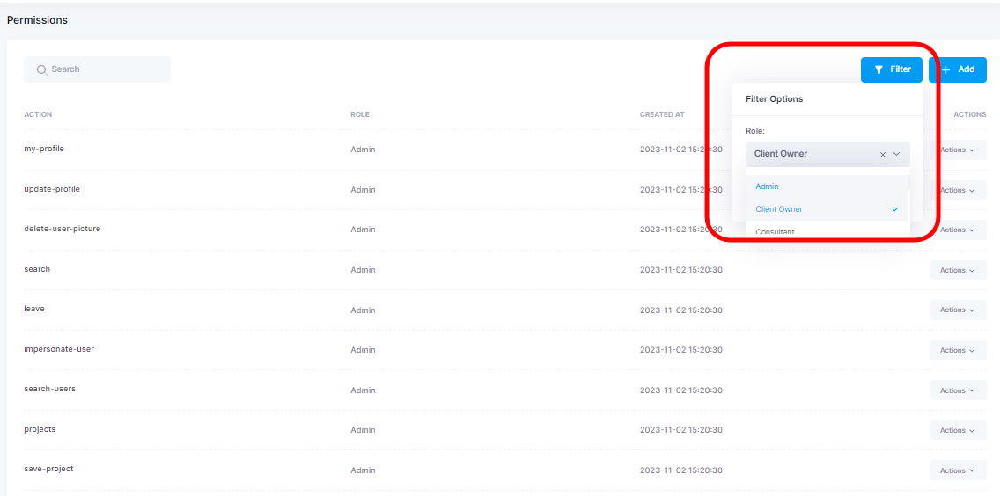 Permissions
Search
Filter
+ Add
Filter Options
ACTION ROLE CREATED AT ACTIONS
Role:
my-profile Admin 2023-11-02 15:20:30 Actions
Client Owner
update-profile Admin 2023-11-02 15:20:30 Actions
Admin
Client Owner
delete-user-picture Admin 2023-11-02 15:20:30 Actions
Consultant
search Admin 2023-11-02 15:20:30 Actions
leave Admin 2023-11-02 15:20:30 Actions
impersonate-user Admin 2023-11-02 15:20:30 Actions
search-users Admin 2023-11-02 15:20:30 Actions
projects Admin 2023-11-02 15:20:30 Actions
save-project Admin 2023-11-02 15:20:30 Actions